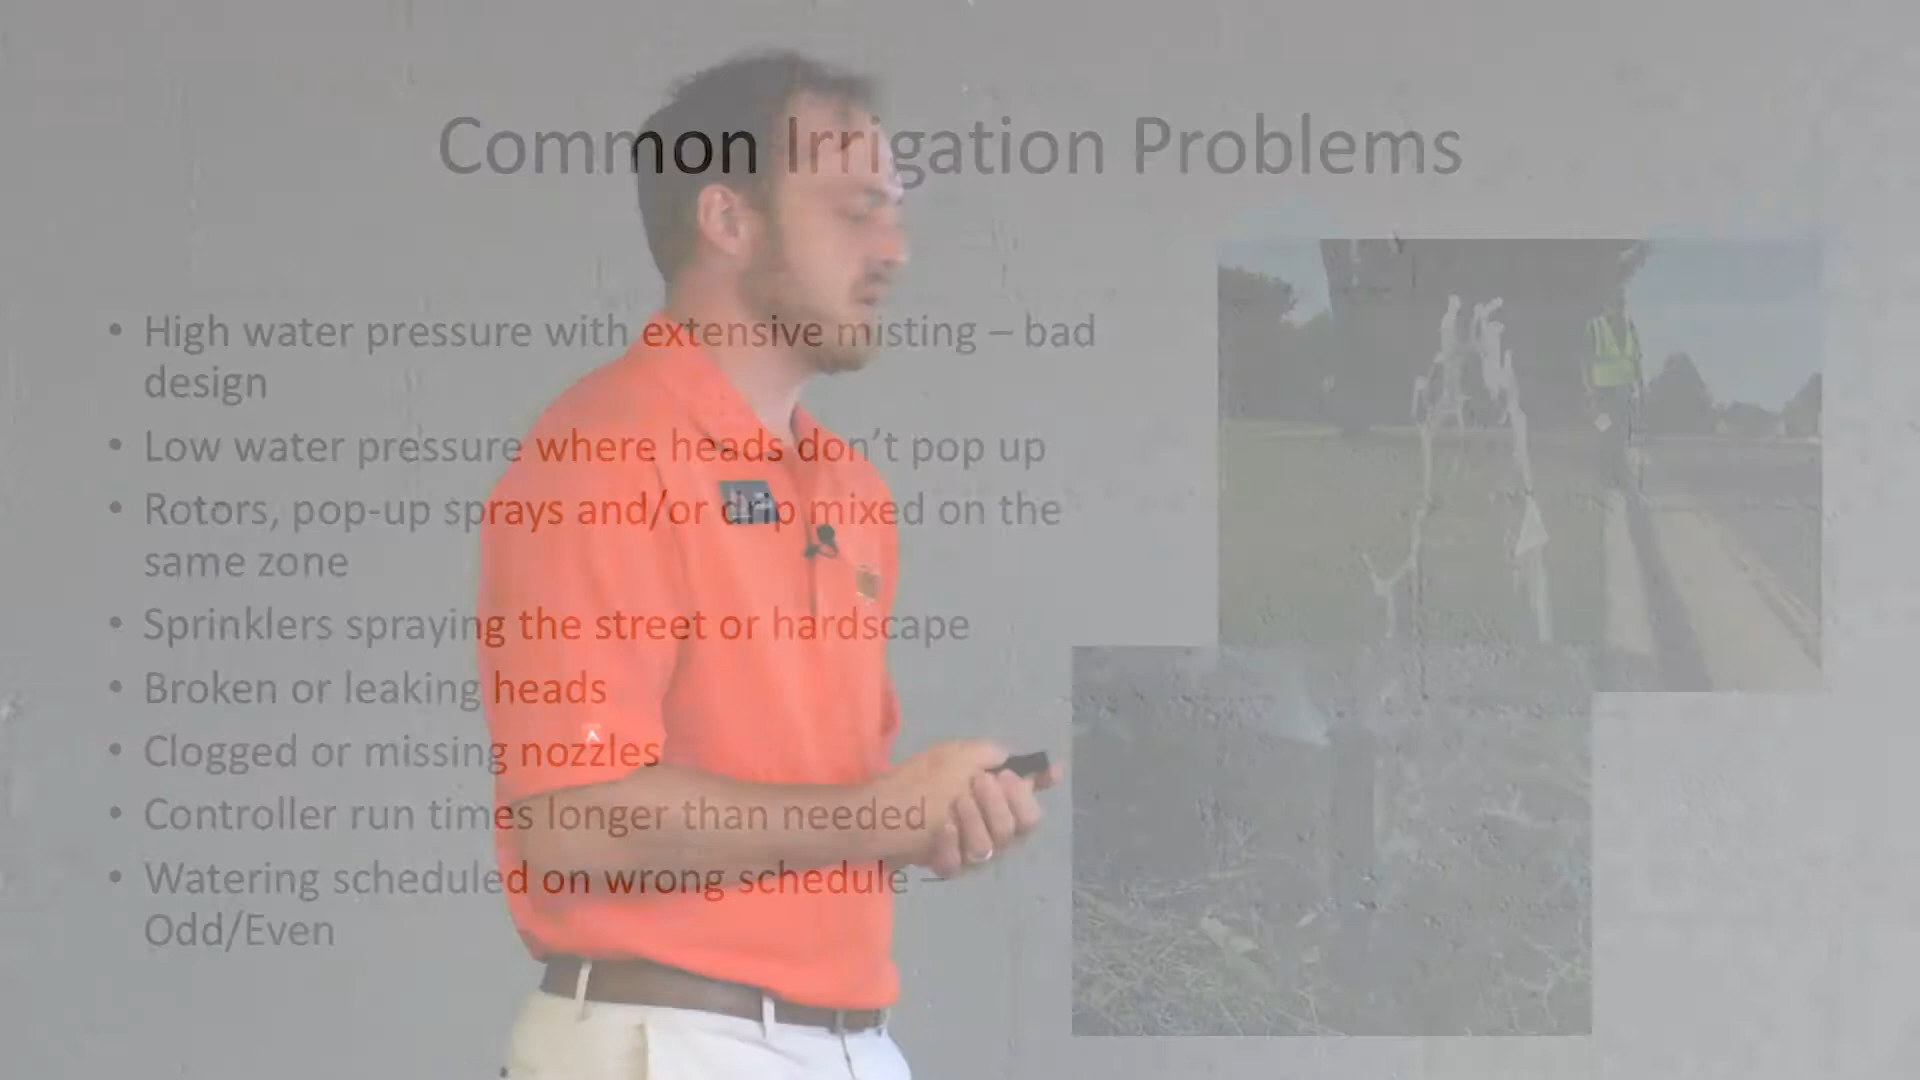 Common Irrigation Problems
• High water pressure with extensive misting – bad
design
• Low water pressure where heads don’t pop up
• Rotors, pop-up sprays and/or drip mixed on the
same zone
• Sprinklers spraying the street or hardscape
• Broken or leaking heads
• Clogged or missing nozzles
• Controller run times longer than needed
• Watering scheduled on wrong schedule –
Odd/Even